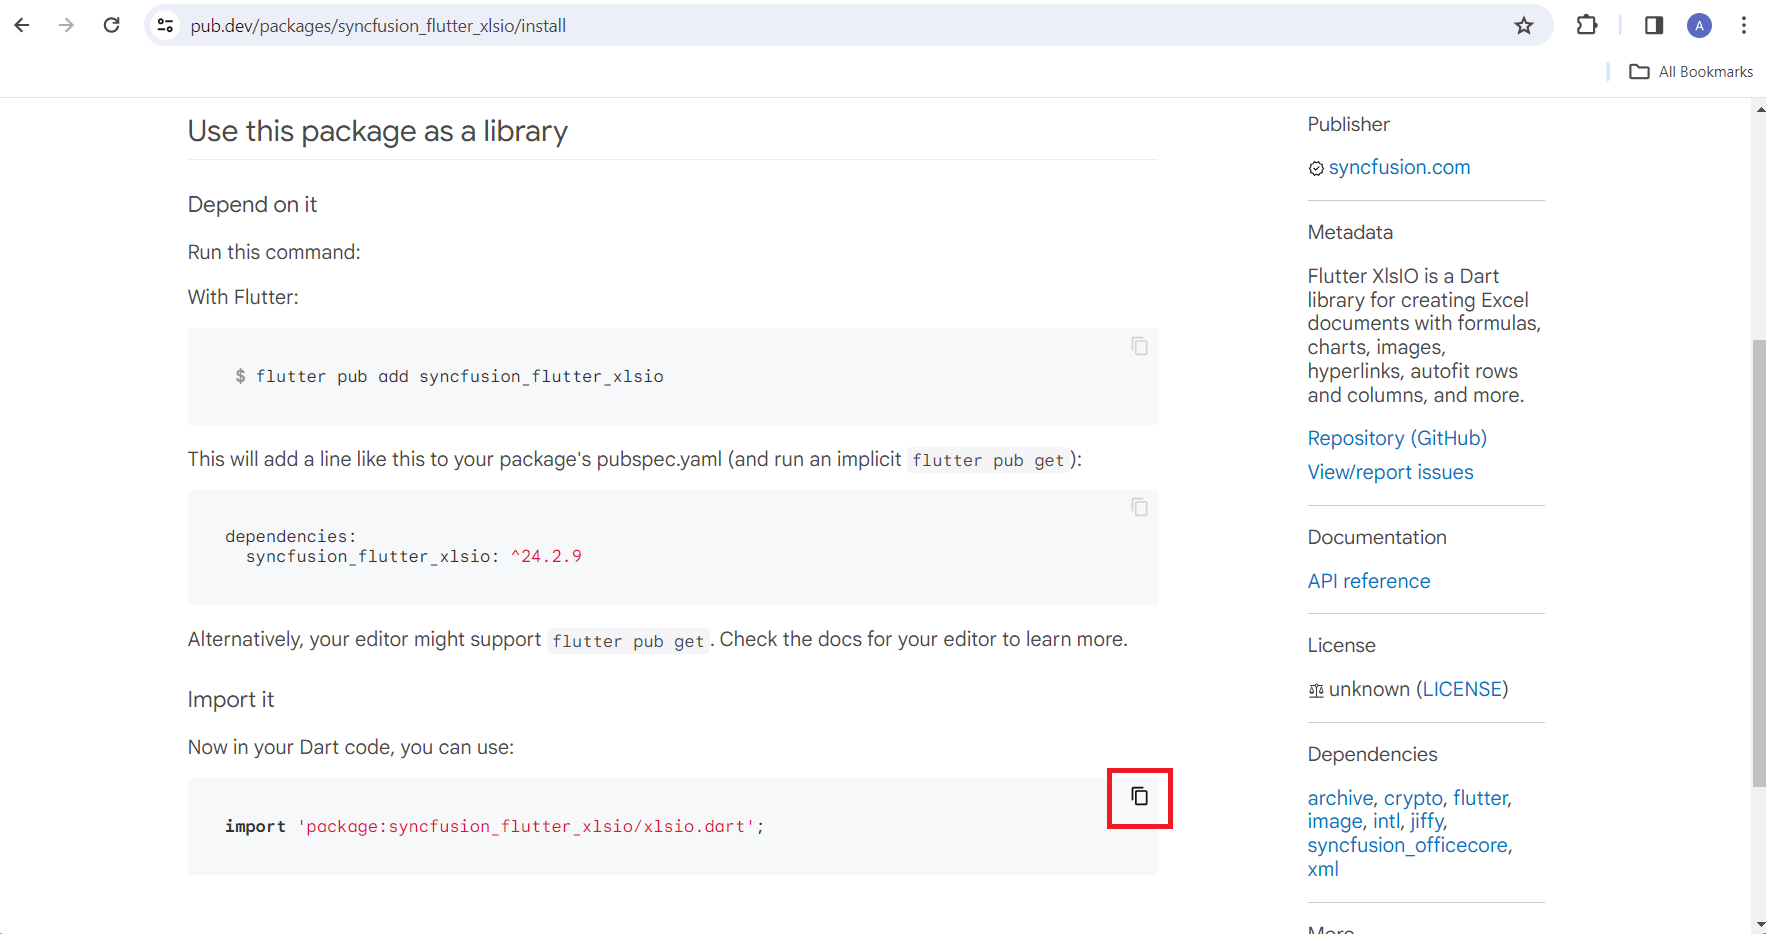 pub.dev/packages/syncfusion_flutter_xlsio/install
A
All Bookmarks
Use this package as a library
Depend on it
Run this command:
With Flutter:
$ flutter pub add syncfusion_flutter_xlsio
This will add a line like this to your package's pubspec.yaml (and run an implicit flutter pub get ):
dependencies:
  syncfusion_flutter_xlsio: ^24.2.9
Alternatively, your editor might support flutter pub get . Check the docs for your editor to learn more.
Import it
Now in your Dart code, you can use:
import 'package:syncfusion_flutter_xlsio/xlsio.dart';
Publisher
syncfusion.com
Metadata
Flutter XlsIO is a Dart
library for creating Excel
documents with formulas,
charts, images,
hyperlinks, autofit rows
and columns, and more.
Repository (GitHub)
View/report issues
Documentation
API reference
License
unknown (LICENSE)
Dependencies
archive, crypto, flutter,
image, intl, jiffy,
syncfusion_officecore,
xml
More